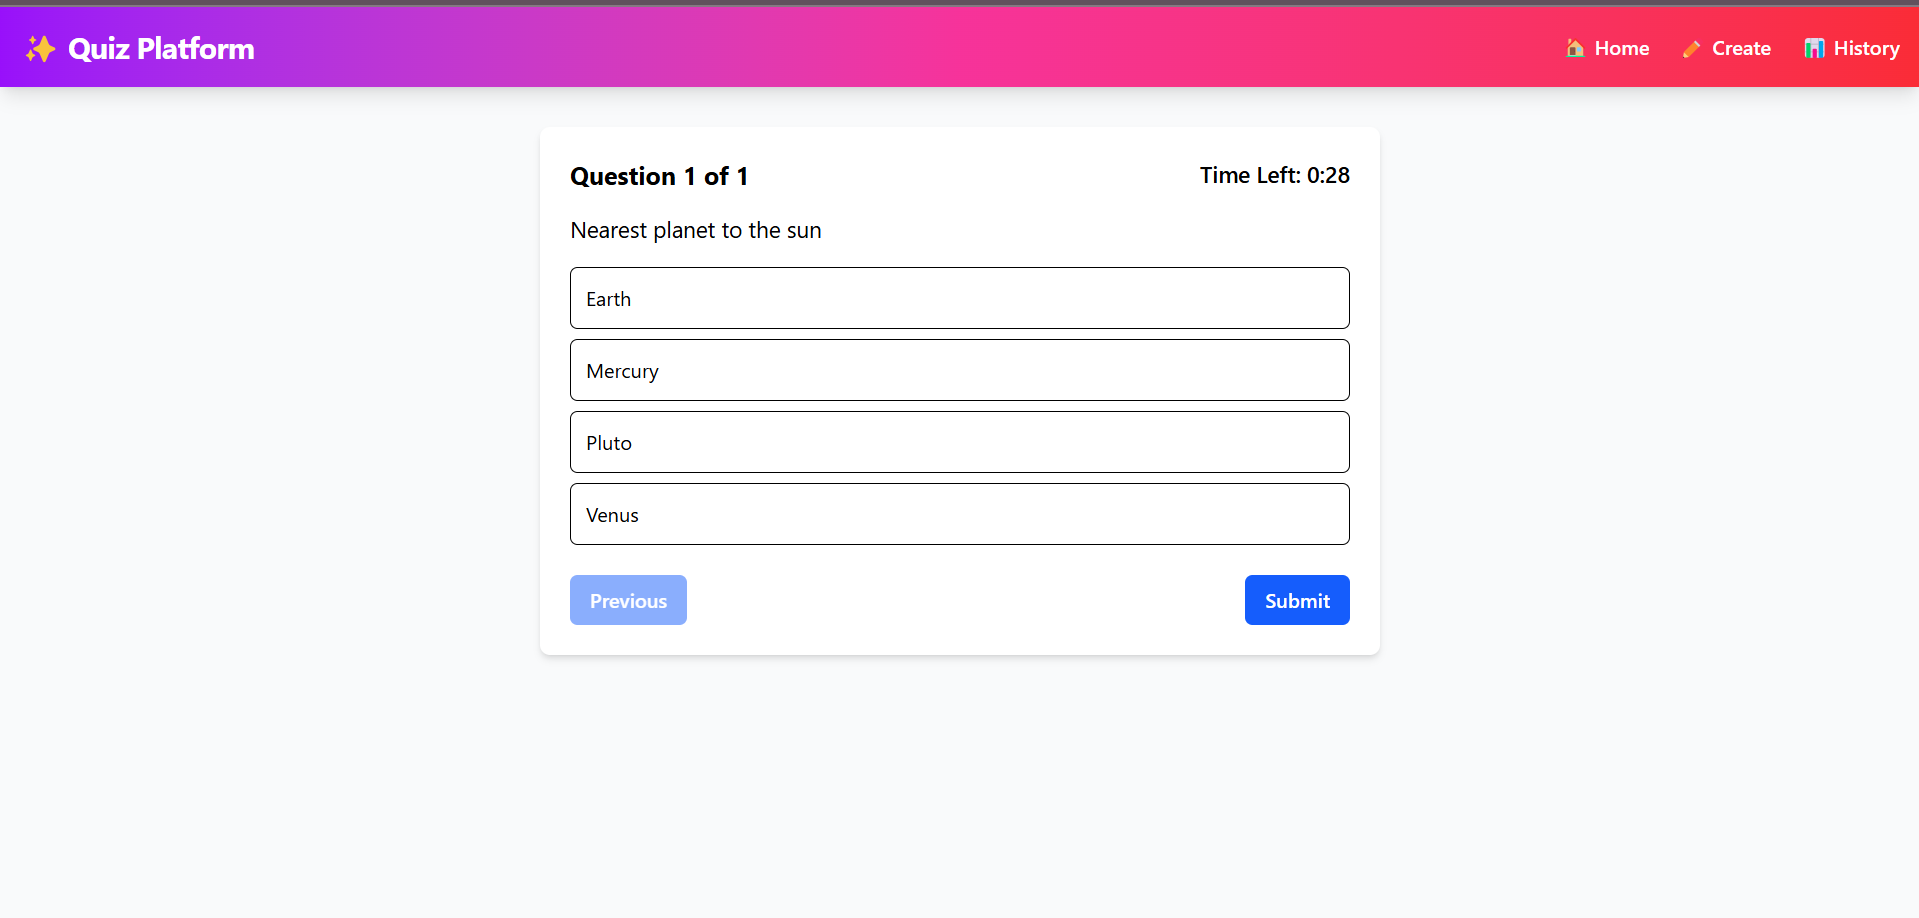 Quiz Platform
Home
Create
History
Question 1 of 1
Time Left: 0:28
Nearest planet to the sun
Earth
Mercury
Pluto
Venus
Previous
Submit